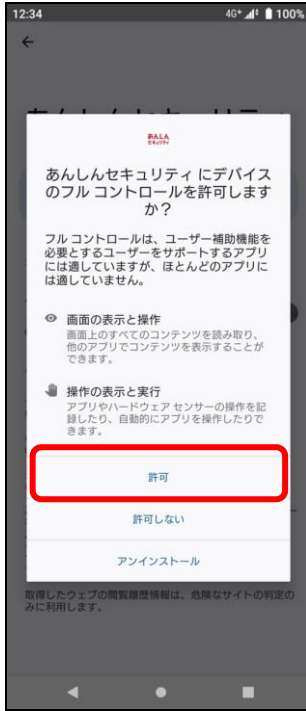 12:34
4G+
100%
あんしん
セキュリティ
あんしんセキュリティ にデバイス
のフル コントロールを許可します
か？
フル コントロールは、ユーザー補助機能を
必要とするユーザーをサポートするアプリ
には適していますが、ほとんどのアプリに
は適していません。
画面の表示と操作
画面上のすべてのコンテンツを読み取り、
他のアプリでコンテンツを表示することが
できます。
操作の表示と実行
アプリやハードウェア センサーの操作を記
録したり、自動的にアプリを操作したりで
きます。
許可
許可しない
アンインストール
取得したウェブの閲覧履歴情報は、危険なサイトの判定の
みに利用します。